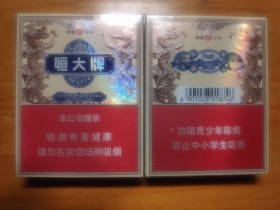 恒大牌
本公司提示
吸烟有害健康
请勿在禁烟场所吸烟
6901028018746
劝阻青少年吸烟
禁止中小学生吸烟